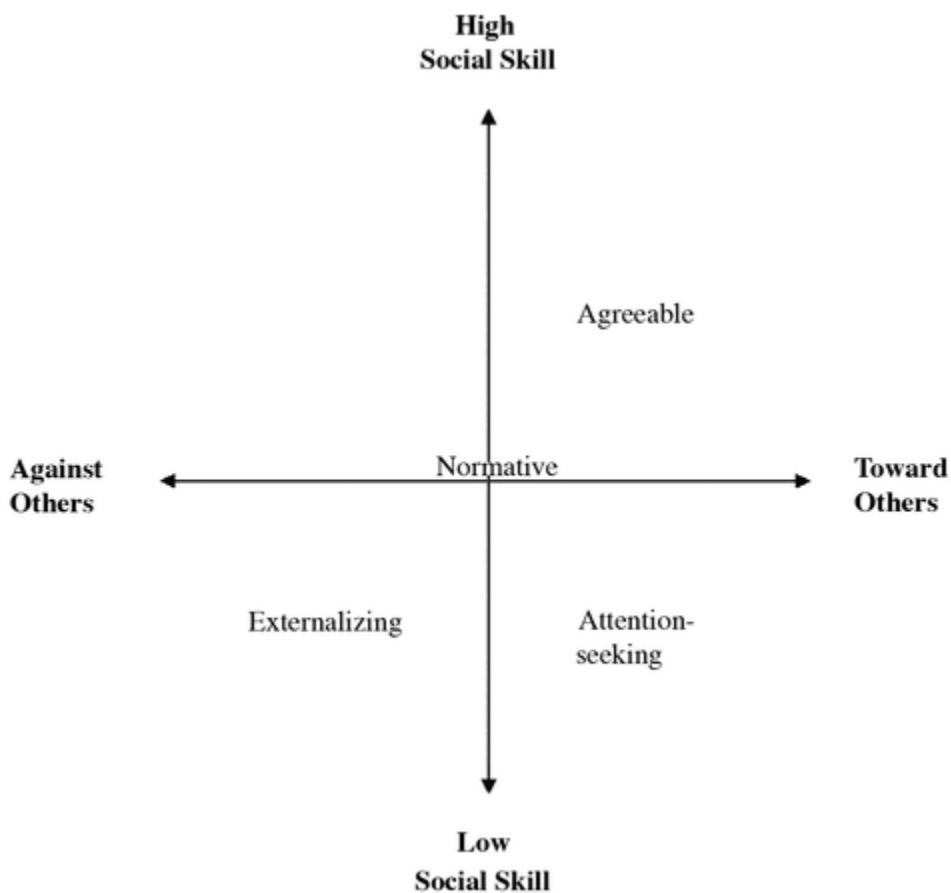 High
Social Skill
Agreeable
Normative
Against
Others
Toward
Others
Externalizing
Attention-
seeking
Low
Social Skill